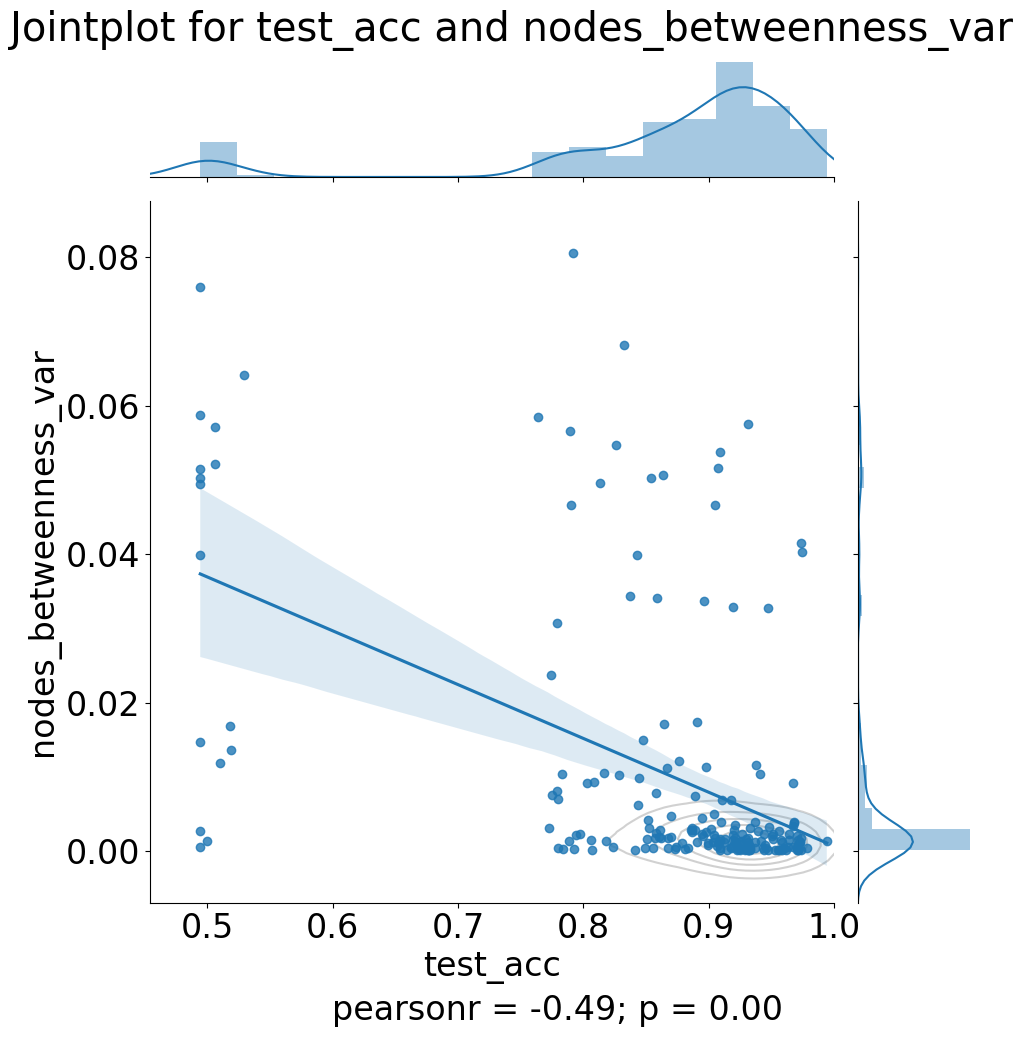 Jointplot for test_acc and nodes_betweenness_var
nodes_betweenness_var
0.08
0.06
0.04
0.02
0.00
0.5 0.6 0.7 0.8 0.9 1.0
test_acc
pearsonr = -0.49; p = 0.00